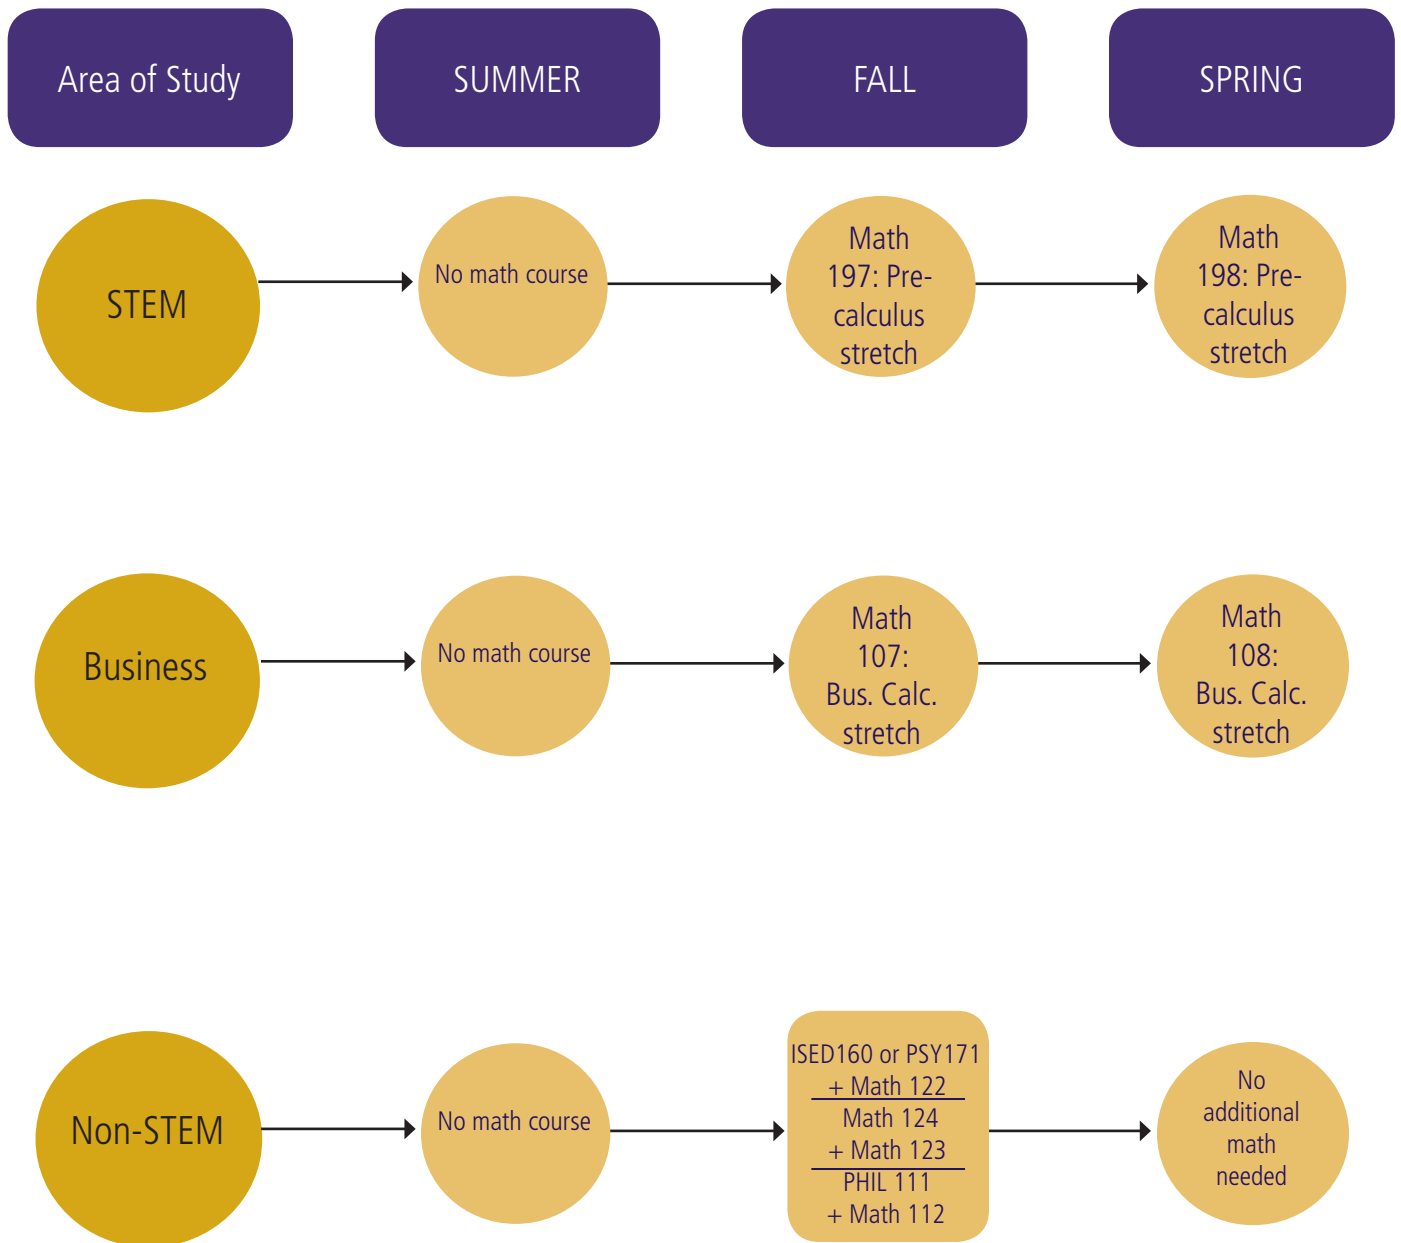 Area of Study
SUMMER
FALL
SPRING
STEM
No math course
Math
197: Pre-
calculus
stretch
Math
198: Pre-
calculus
stretch
Business
No math course
Math
107:
Bus. Calc.
stretch
Math
108:
Bus. Calc.
stretch
Non-STEM
No math course
ISED160 or PSY171
+ Math 122
Math 124
+ Math 123
PHIL 111
+ Math 112
No
additional
math
needed